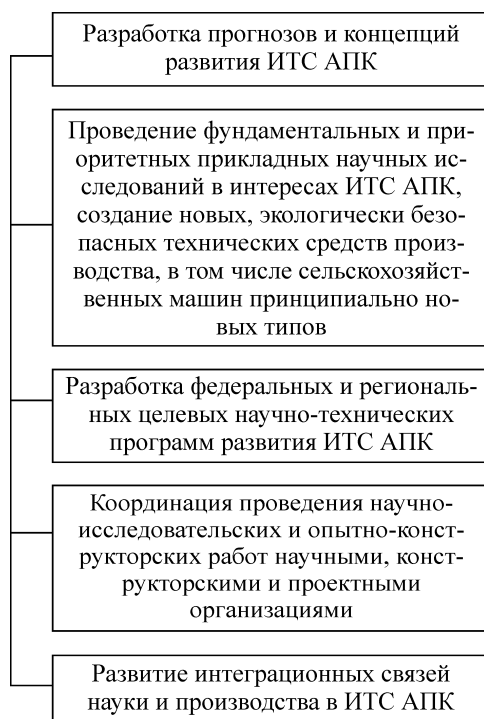 Разработка прогнозов и концепций
развития ИТС АПК
Проведение фундаментальных и при-
оритетных прикладных научных ис-
следований в интересах ИТС АПК,
создание новых, экологически безо-
пасных технических средств произ-
водства, в том числе сельскохозяйст-
венных машин принципиально но-
вых типов
Разработка федеральных и региональ-
ных целевых научно-технических
программ развития ИТС АПК
Координация проведения научно-
исследовательских и опытно-конст-
рукторских работ научными, конст-
рукторскими и проектными
организациями
Развитие интеграционных связей
науки и производства в ИТС АПК